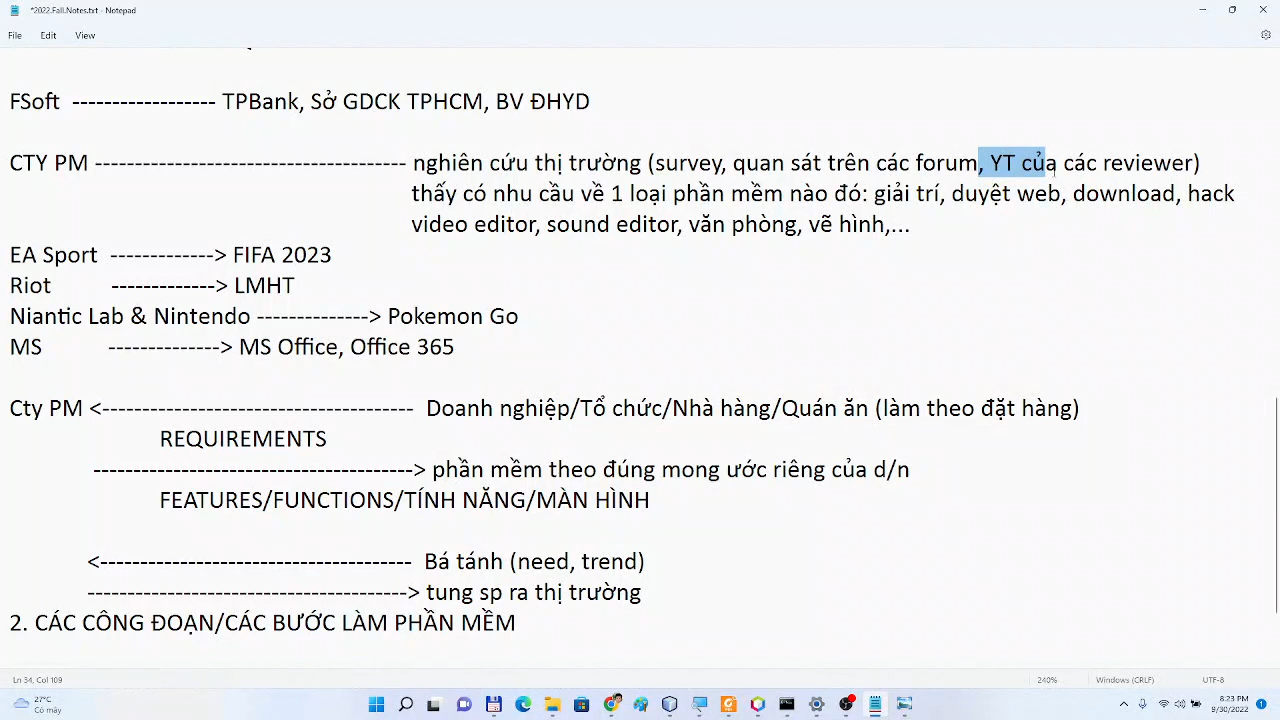 *2022.Fall.Notes.txt - Notepad
File Edit View
FSoft ------------------ TPBank, Sở GDCK TPHCM, BV ĐHYD
CTY PM --------------------------------------- nghiên cứu thị trường (survey, quan sát trên các forum, YT của các reviewer)
thấy có nhu cầu về 1 loại phần mềm nào đó: giải trí, duyệt web, download, hack
video editor, sound editor, văn phòng, vẽ hình,...
EA Sport -------------> FIFA 2023
Riot -------------> LMHT
Niantic Lab & Nintendo --------------> Pokemon Go
MS --------------> MS Office, Office 365
Cty PM <--------------------------------------- Doanh nghiệp/Tổ chức/Nhà hàng/Quán ăn (làm theo đặt hàng)
REQUIREMENTS
----------------------------------------> phần mềm theo đúng mong ước riêng của d/n
FEATURES/FUNCTIONS/TÍNH NĂNG/MÀN HÌNH
<--------------------------------------- Bá tánh (need, trend)
----------------------------------------> tung sp ra thị trường
2. CÁC CÔNG ĐOẠN/CÁC BƯỚC LÀM PHẦN MỀM
Ln 34, Col 109 240% Windows (CRLF) UTF-8
27°C
Có mây
8:23 PM
9/30/2022